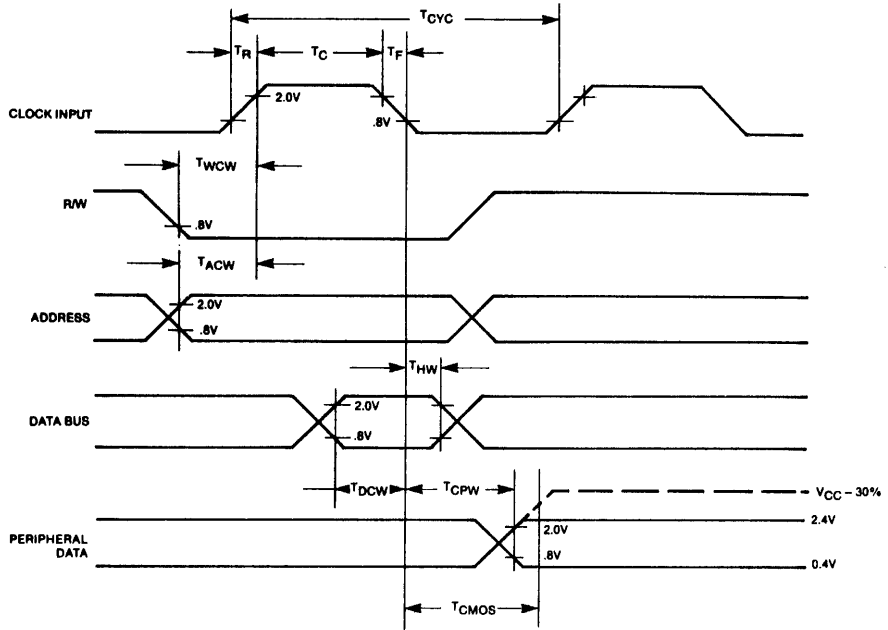 TCYC
TR TC TF
CLOCK INPUT
2.0V
.8V
TWCW
R/W
.8V
TACW
ADDRESS
2.0V
.8V
THW
DATA BUS
2.0V
.8V
TDCW TCPW
VCC – 30%
2.4V
PERIPHERAL
DATA
2.0V
.8V
0.4V
TCMOS